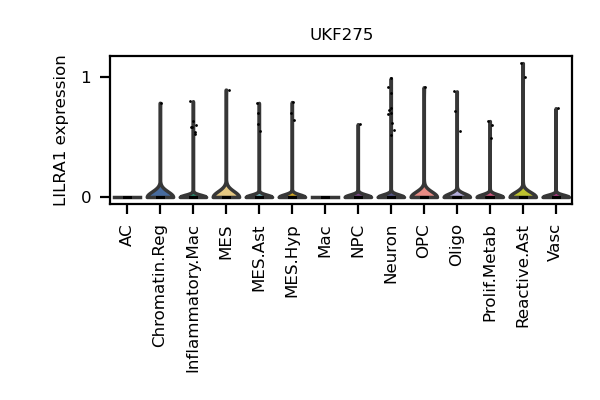 UKF275
LILRA1 expression
1
0
AC
Chromatin.Reg
Inflammatory.Mac
MES
MES.Ast
MES.Hyp
Mac
NPC
Neuron
OPC
Oligo
Prolif.Metab
Reactive.Ast
Vasc